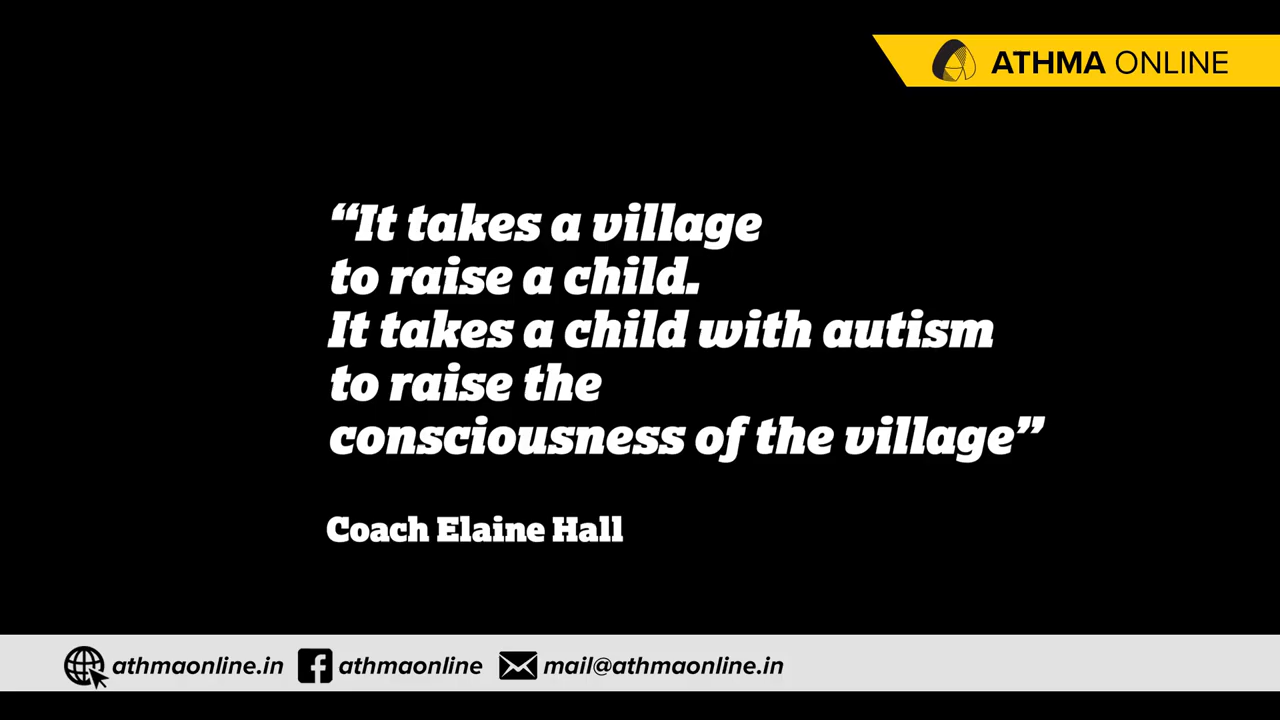 ATHMA ONLINE
“It takes a village
to raise a child.
It takes a child with autism
to raise the
consciousness of the village”
Coach Elaine Hall
athmaonline.in athmaonline mail@athmaonline.in